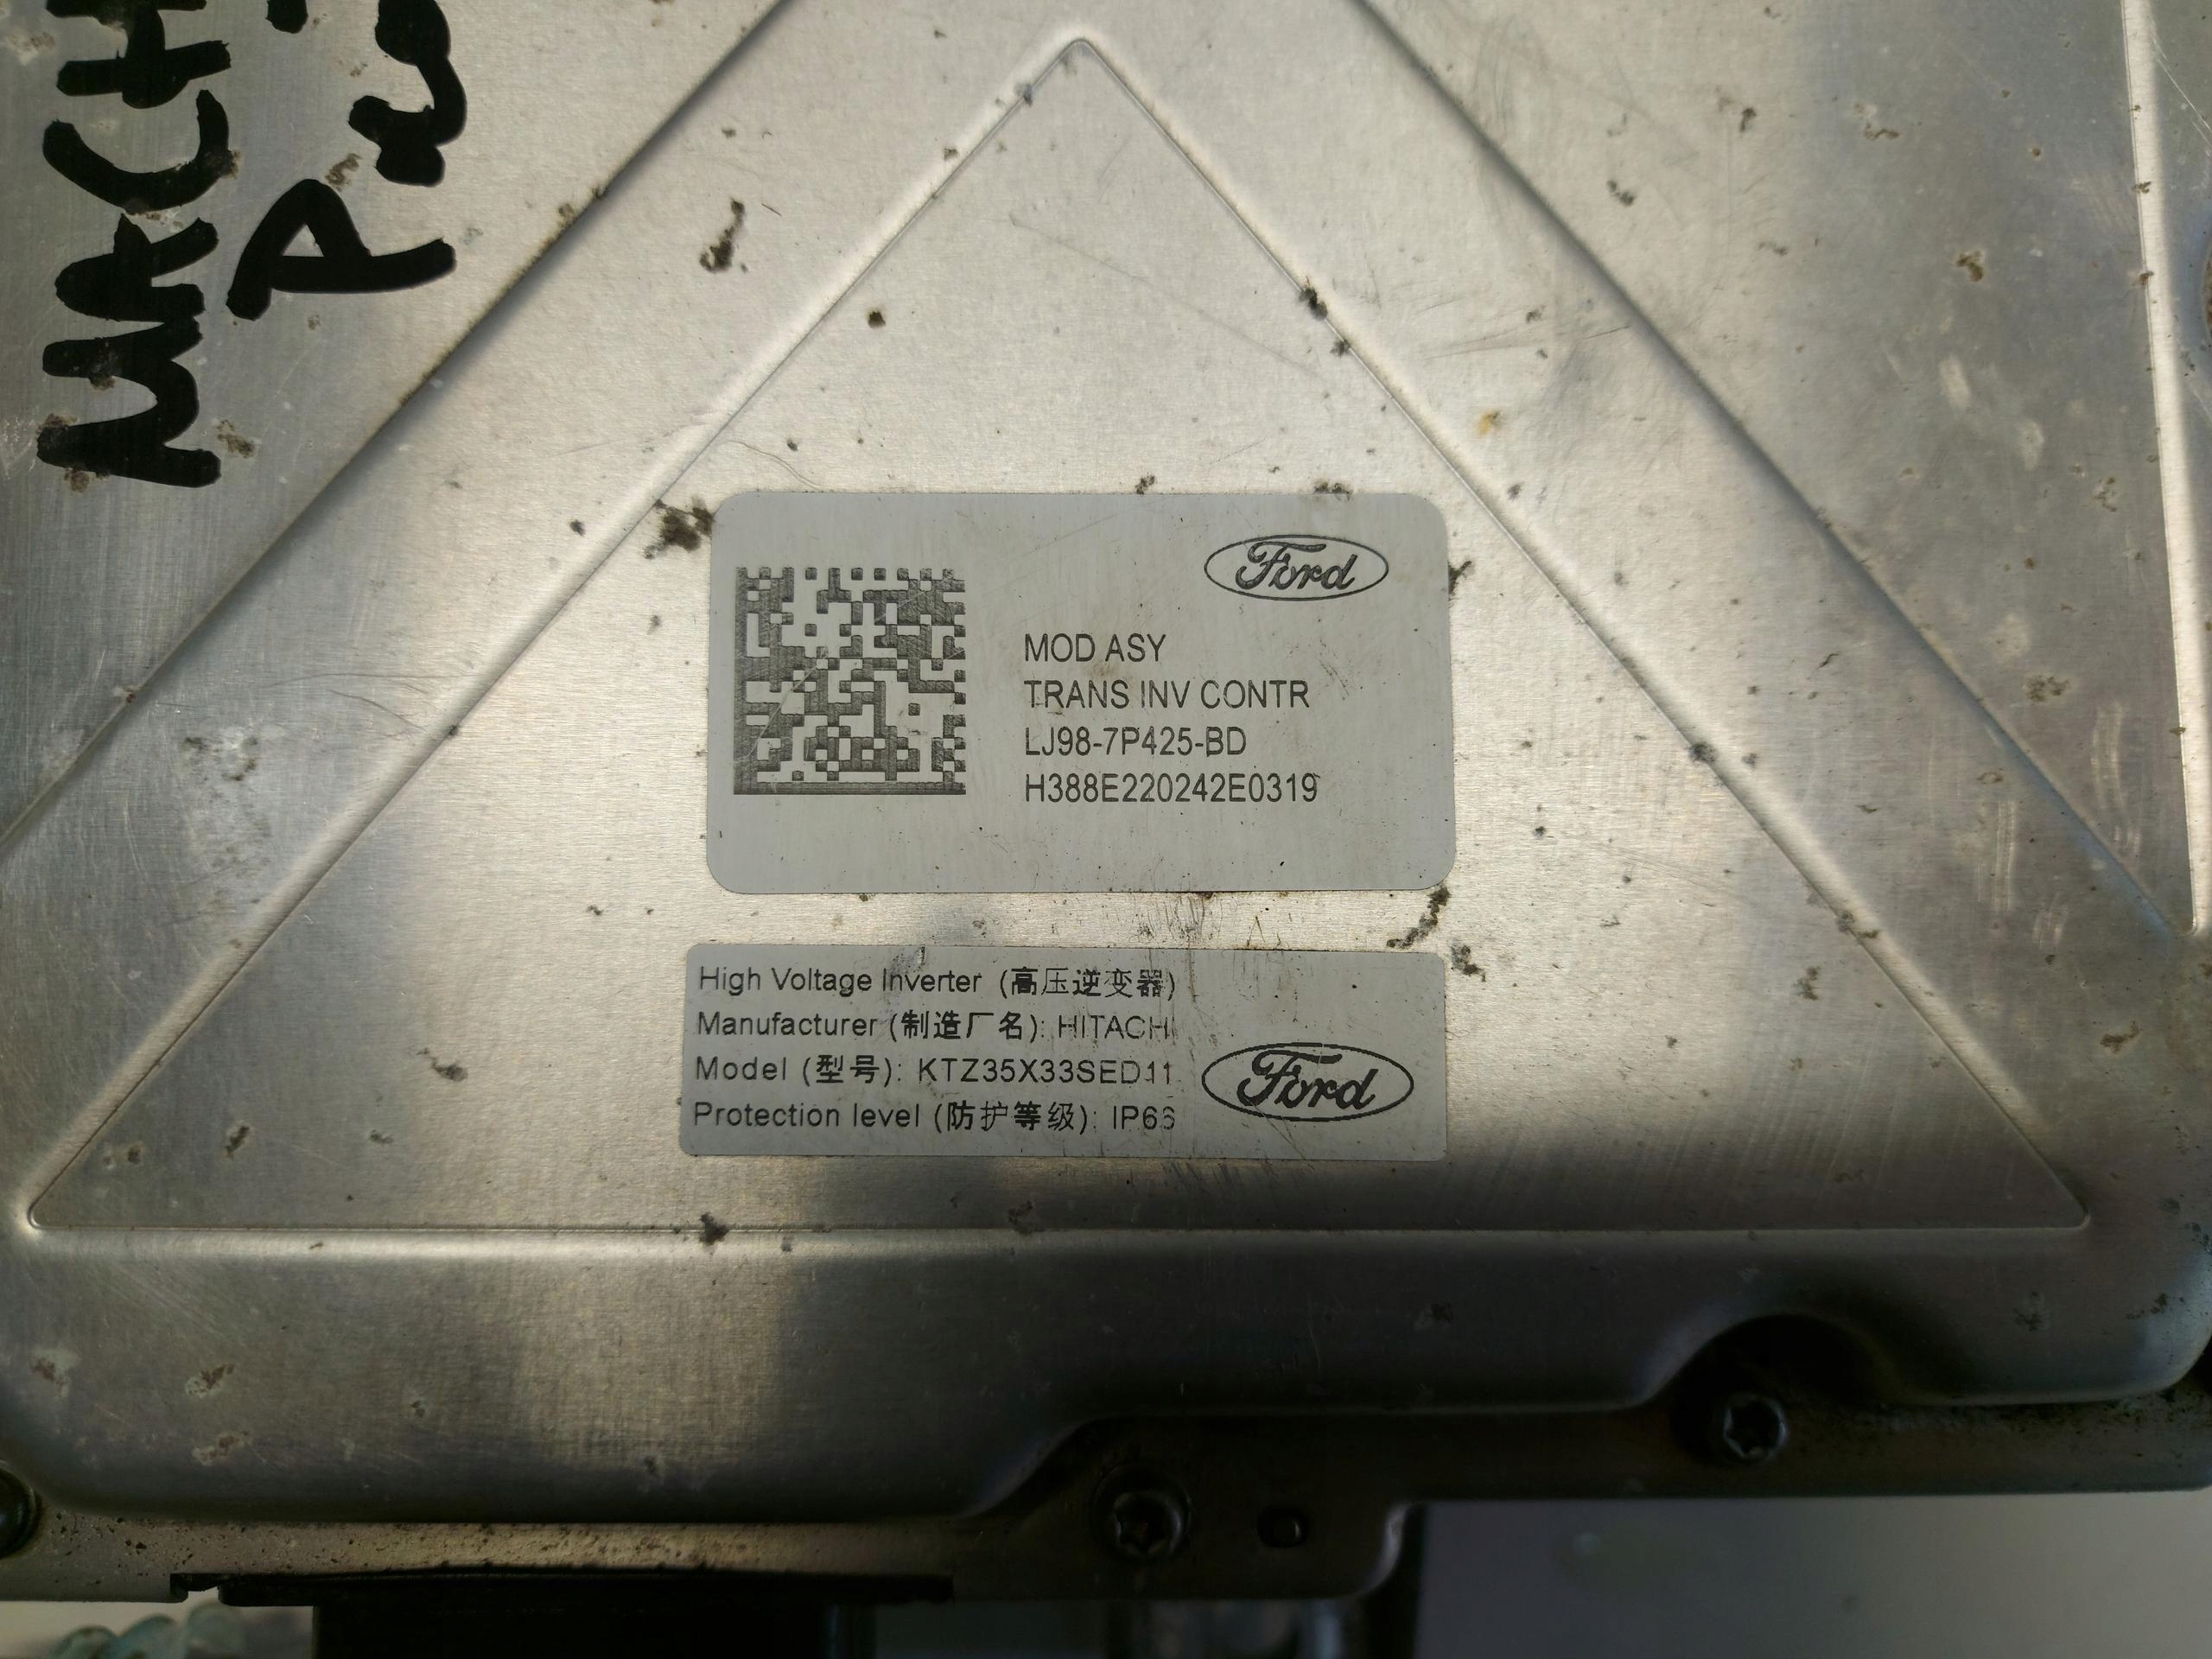 Ford
MOD ASY
TRANS INV CONTR
LJ98-7P425-BD
H388E220242E0319
High Voltage Inverter (高压逆变器)
Manufacturer (制造厂名): HITACHI
Model (型号): KTZ35X33SED11
Protection level (防护等级): IP66
Ford